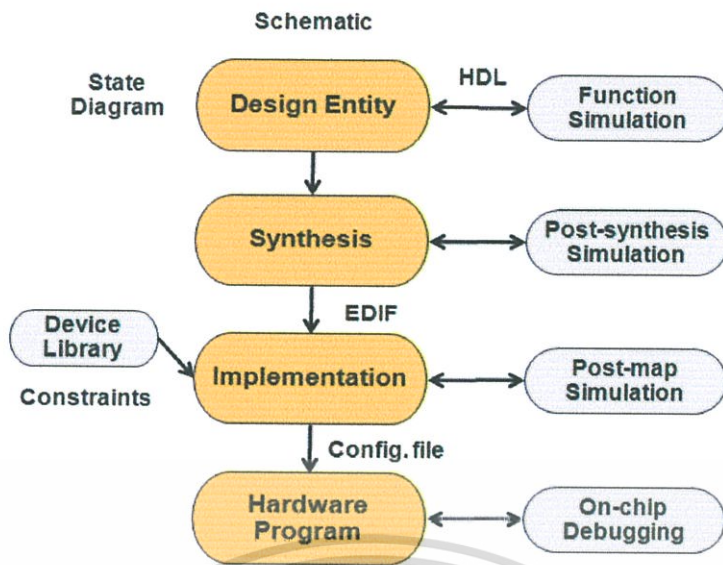 Schematic
State
Diagram
Design Entity
HDL
Function
Simulation
Synthesis
Post-synthesis
Simulation
EDIF
Device
Library
Constraints
Implementation
Post-map
Simulation
Config.file
Hardware
Program
On-chip
Debugging